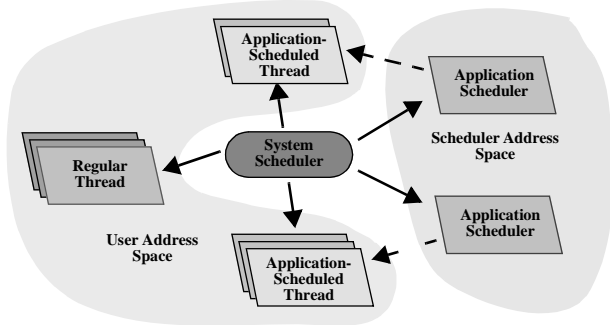 Application-
Scheduled
Thread
Application
Scheduler
System
Scheduler
Scheduler Address
Space
Regular
Thread
Application
Scheduler
User Address
Space
Application-
Scheduled
Thread